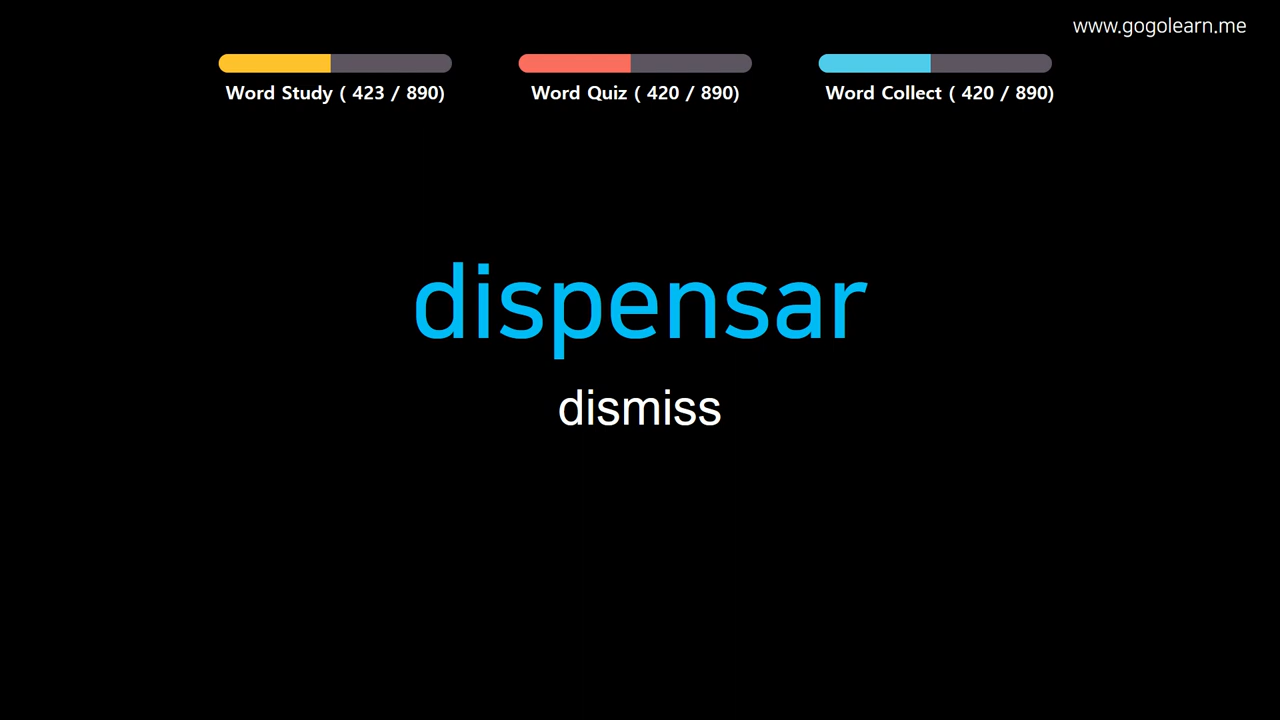 www.gogolearn.me
Word Study ( 423 / 890)
Word Quiz ( 420 / 890)
Word Collect ( 420 / 890)
dispensar
dismiss